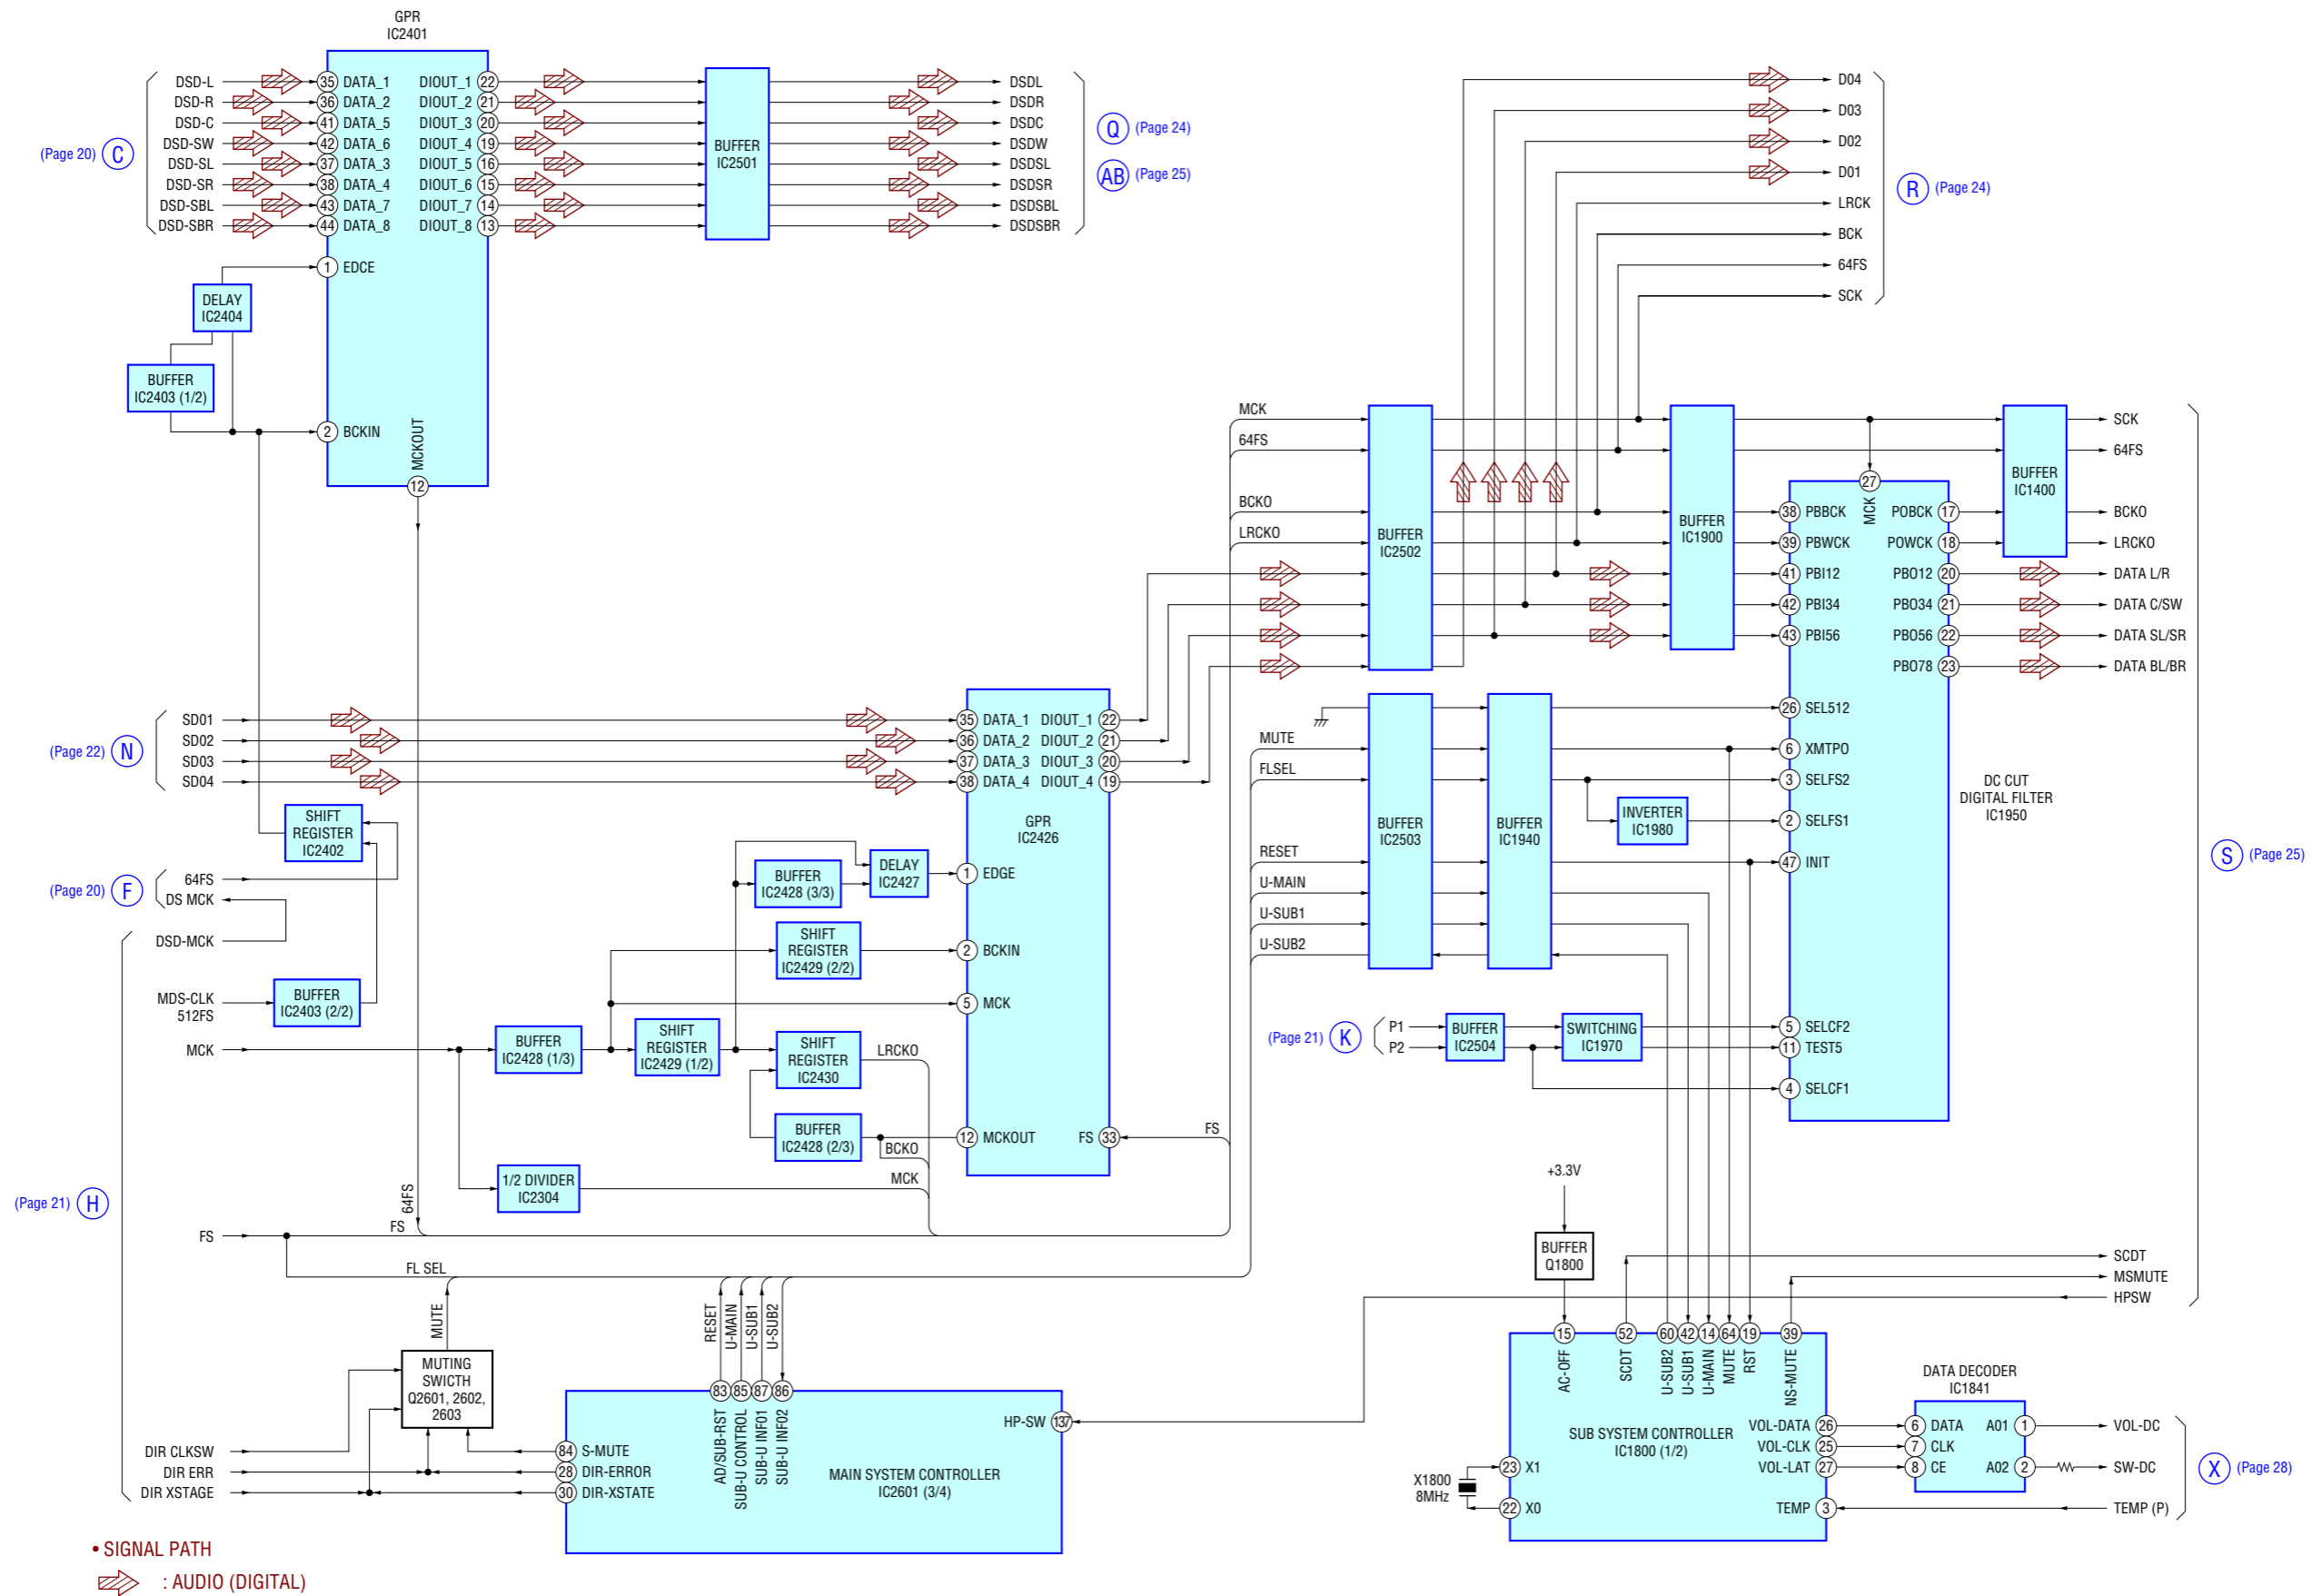 GPR
IC2401
DSD-L
DSD-R
DSD-C
DSD-SW
DSD-SL
DSD-SR
DSD-SBL
DSD-SBR
(Page 20) C
35 DATA_1
36 DATA_2
41 DATA_5
42 DATA_6
37 DATA_3
38 DATA_4
43 DATA_7
44 DATA_8
1 EDCE
2 BCKIN
MCKOUT
12
DIOUT_1 22
DIOUT_2 21
DIOUT_3 20
DIOUT_4 19
DIOUT_5 16
DIOUT_6 15
DIOUT_7 14
DIOUT_8 13
BUFFER
IC2501
DSDL
DSDR
DSDC
DSDW
DSDSL
DSDSR
DSDSBL
DSDSBR
Q (Page 24)
AB (Page 25)
DELAY
IC2404
BUFFER
IC2403 (1/2)
D04
D03
D02
D01
LRCK
BCK
64FS
SCK
R (Page 24)
MCK
64FS
BCKO
LRCKO
BUFFER
IC2502
BUFFER
IC1900
BUFFER
IC1400
27
MCK
38 PBBCK
39 PBWCK
41 PBI12
42 PBI34
43 PBI56
26 SEL512
6 XMTPO
3 SELFS2
2 SELFS1
47 INIT
5 SELCF2
11 TEST5
4 SELCF1
POBCK 17
POWCK 18
PBO12 20
PBO34 21
PBO56 22
PBO78 23
DC CUT
DIGITAL FILTER
IC1950
SCK
64FS
BCKO
LRCKO
DATA L/R
DATA C/SW
DATA SL/SR
DATA BL/BR
S (Page 25)
SD01
SD02
SD03
SD04
(Page 22) N
35 DATA_1
36 DATA_2
37 DATA_3
38 DATA_4
DIOUT_1 22
DIOUT_2 21
DIOUT_3 20
DIOUT_4 19
GPR
IC2426
1 EDGE
2 BCKIN
5 MCK
12 MCKOUT
FS 33
FS
MUTE
FLSEL
RESET
U-MAIN
U-SUB1
U-SUB2
BUFFER
IC2503
BUFFER
IC1940
INVERTER
IC1980
(Page 21) K
P1
P2
BUFFER
IC2504
SWITCHING
IC1970
SHIFT
REGISTER
IC2402
(Page 20) F
64FS
DS MCK
DSD-MCK
MDS-CLK
512FS
BUFFER
IC2403 (2/2)
MCK
BUFFER
IC2428 (3/3)
DELAY
IC2427
SHIFT
REGISTER
IC2429 (2/2)
BUFFER
IC2428 (1/3)
SHIFT
REGISTER
IC2429 (1/2)
SHIFT
REGISTER
IC2430
LRCKO
BUFFER
IC2428 (2/3)
BCKO
1/2 DIVIDER
IC2304
MCK
(Page 21) H
64FS
FS
FS
FL SEL
MUTE
MUTING
SWICTH
Q2601, 2602,
2603
DIR CLKSW
DIR ERR
DIR XSTAGE
RESET
U-MAIN
U-SUB1
U-SUB2
83
85
87
86
AD/SUB-RST
SUB-U CONTROL
SUB-U INFO1
SUB-U INFO2
84 S-MUTE
28 DIR-ERROR
30 DIR-XSTATE
HP-SW 137
MAIN SYSTEM CONTROLLER
IC2601 (3/4)
+3.3V
BUFFER
Q1800
SCDT
MSMUTE
HPSW
15
52
60
42
14
64
19
39
AC-OFF
SCDT
U-SUB2
U-SUB1
U-MAIN
MUTE
RST
NS-MUTE
SUB SYSTEM CONTROLLER
IC1800 (1/2)
X1800
8MHz
23 X1
22 X0
VOL-DATA 26
VOL-CLK 25
VOL-LAT 27
TEMP 3
DATA DECODER
IC1841
6 DATA
7 CLK
8 CE
A01 1
A02 2
VOL-DC
SW-DC
TEMP (P)
X (Page 28)
• SIGNAL PATH
: AUDIO (DIGITAL)